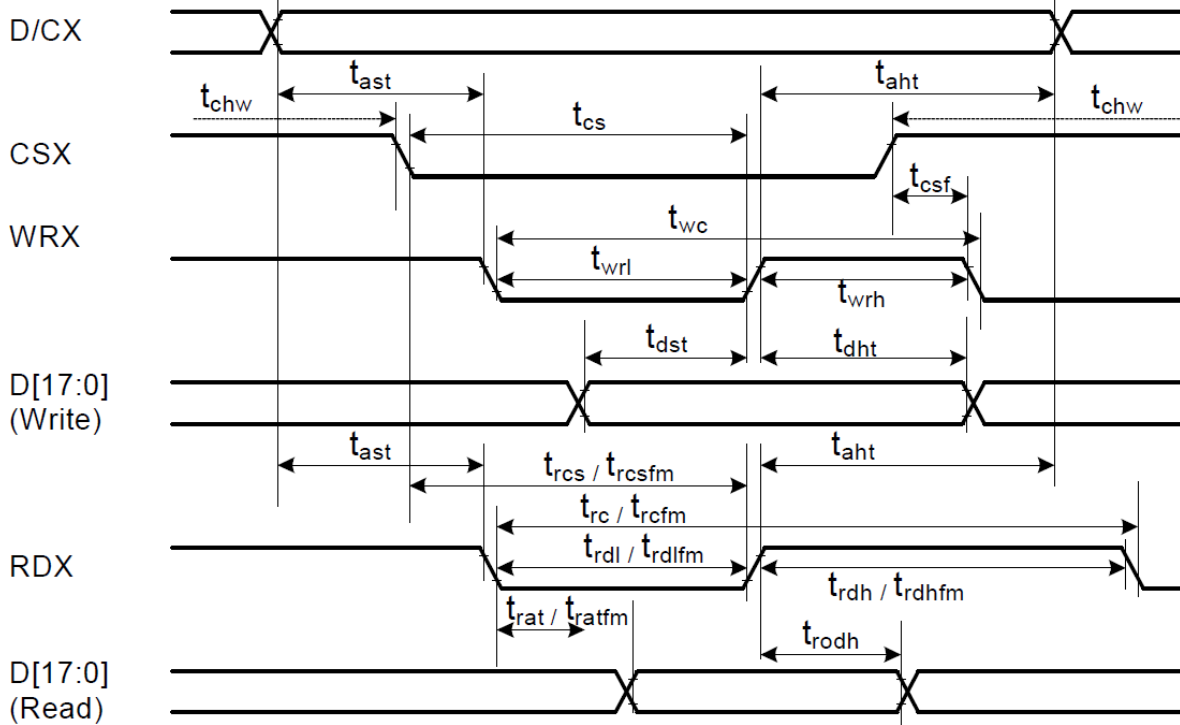 D/CX
tast
taht
tchw
tchw
tcs
CSX
tcsf
WRX
twc
twrl
twrh
tdst
tdht
D[17:0]
(Write)
tast
taht
trcs / trcsfm
trc / trcfm
RDX
trdl / trdlfm
trdh / trdhfm
trat / tratfm
trodh
D[17:0]
(Read)